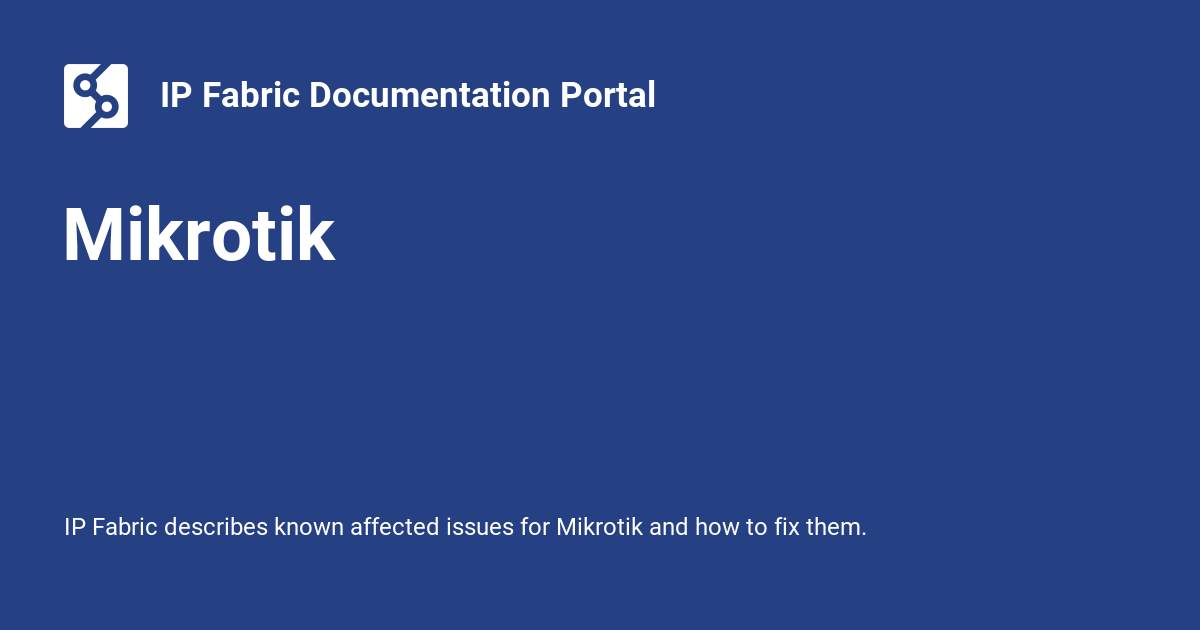 IP Fabric Documentation Portal
Mikrotik
IP Fabric describes known affected issues for Mikrotik and how to fix them.